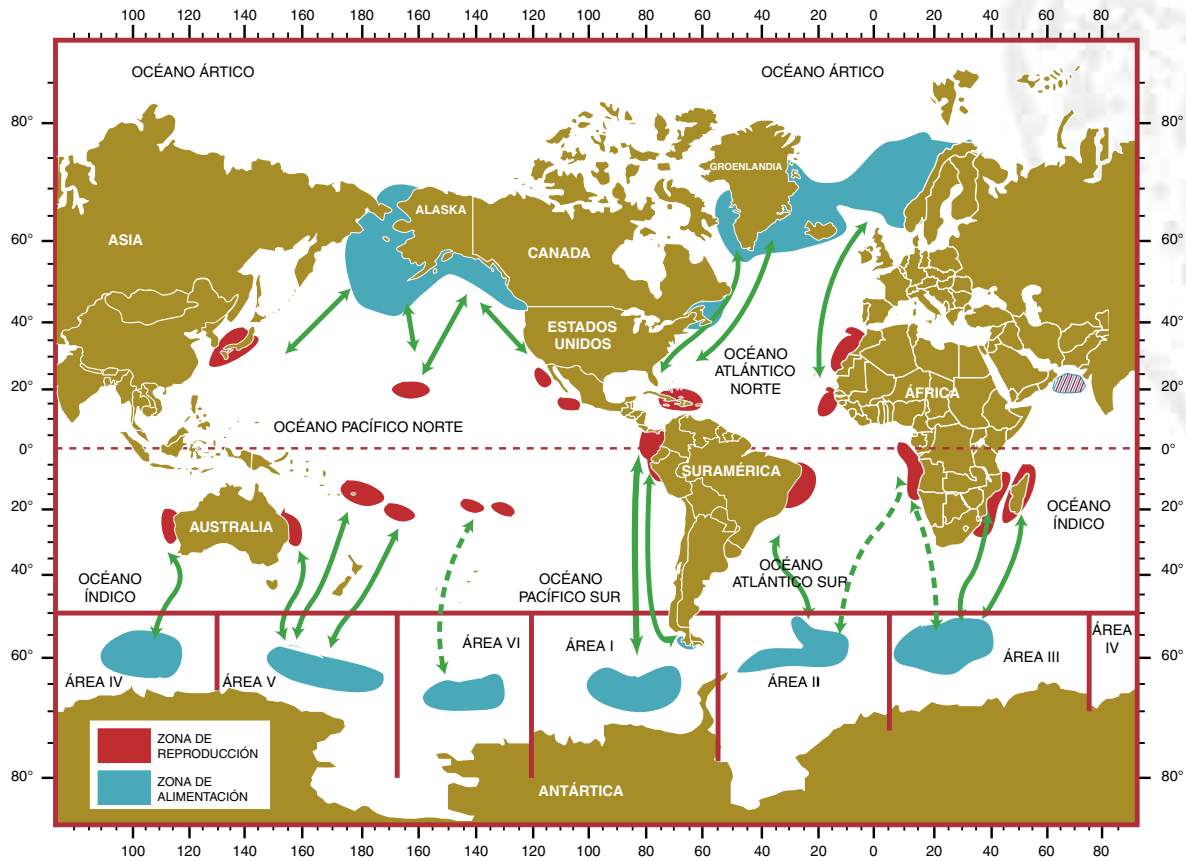 100 120 140 160 180 160 140 120 100 80 60 40 20 0 20 40 60 80
OCÉANO ÁRTICO
OCÉANO ÁRTICO
80°
80°
GROENLANDIA
ALASKA
ASIA
CANADA
60°
60°
ESTADOS
UNIDOS
40°
40°
OCÉANO
ATLÁNTICO
NORTE
20°
20°
ÁFRICA
OCÉANO PACÍFICO NORTE
0°
0°
SURAMÉRICA
20°
20°
AUSTRALIA
OCÉANO
ÍNDICO
40°
40°
OCÉANO
ÍNDICO
OCÉANO
PACÍFICO SUR
OCÉANO
ATLÁNTICO SUR
60°
60°
ÁREA IV
ÁREA V
ÁREA VI
ÁREA I
ÁREA II
ÁREA III
ÁREA
IV
ZONA DE
REPRODUCCIÓN
ZONA DE
ALIMENTACIÓN
80°
80°
ANTÁRTICA
100 120 140 160 180 160 140 120 100 80 60 40 20 0 20 40 60 80